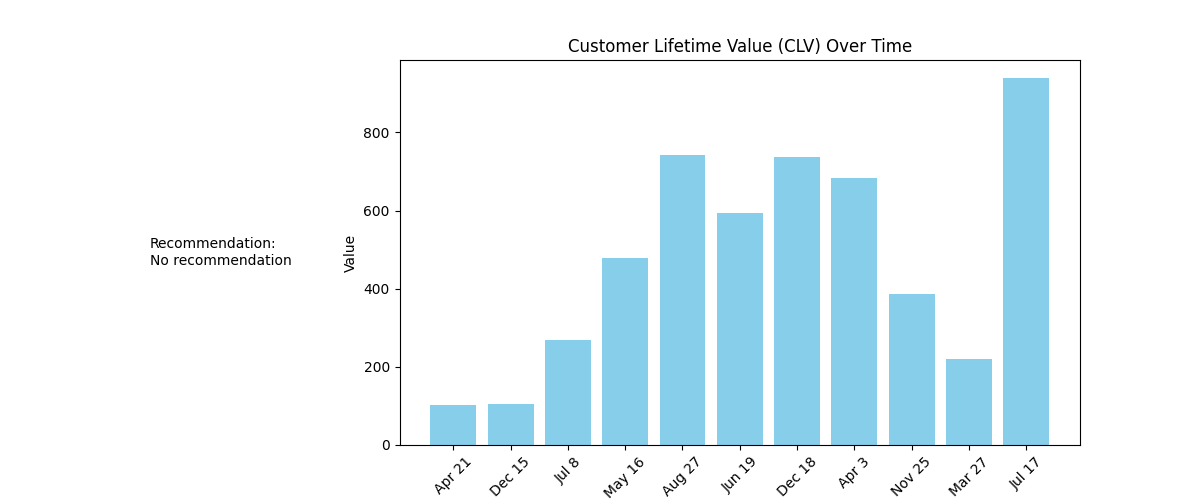 Customer Lifetime Value (CLV) Over Time
Recommendation:
No recommendation
Value
800
600
400
200
0
Apr 21
Dec 15
Jul 8
May 16
Aug 27
Jun 19
Dec 18
Apr 3
Nov 25
Mar 27
Jul 17